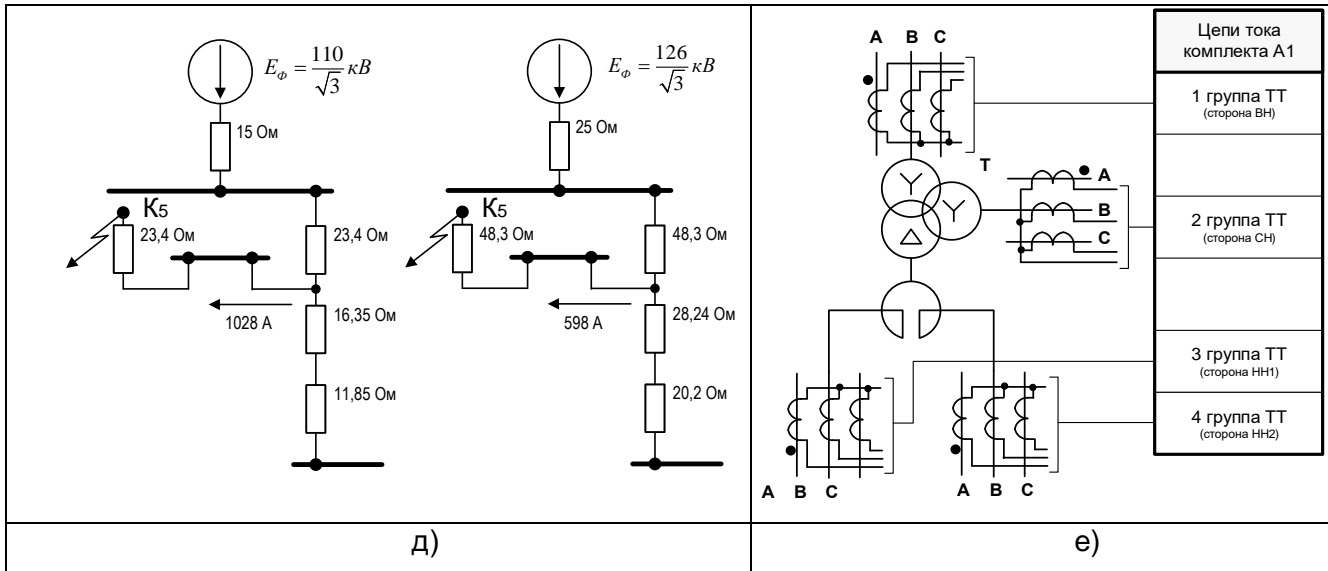 E_Ф = 110/√3 кВ
15 Ом
К5
23,4 Ом
23,4 Ом
1028 А
16,35 Ом
11,85 Ом
E_Ф = 126/√3 кВ
25 Ом
К5
48,3 Ом
48,3 Ом
598 А
28,24 Ом
20,2 Ом
д)
A B C
Т
A
B
C
A B C
A B C
Цепи тока
комплекта А1
1 группа ТТ
(сторона ВН)
2 группа ТТ
(сторона СН)
3 группа ТТ
(сторона НН1)
4 группа ТТ
(сторона НН2)
е)